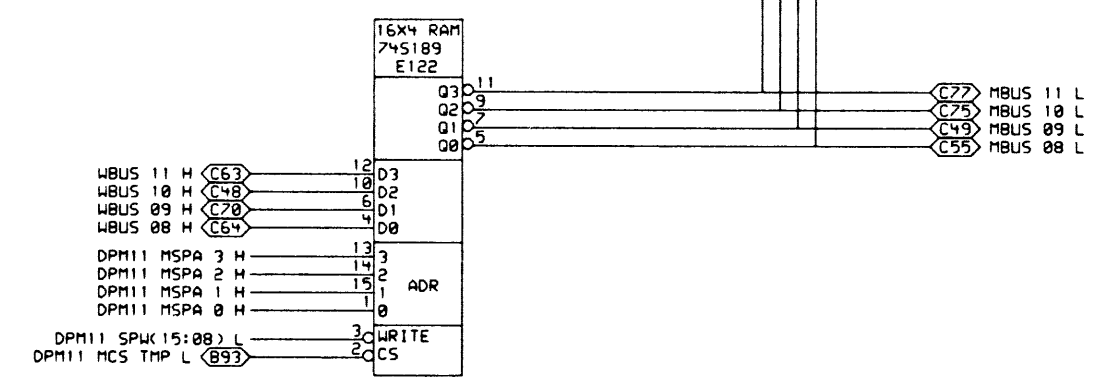 16X4 RAM
74S189
E122
Q3 11 C77 MBUS 11 L
Q2 9 C75 MBUS 10 L
Q1 7 C49 MBUS 09 L
Q0 5 C55 MBUS 08 L
WBUS 11 H C63 12 D3
WBUS 10 H C48 10 D2
WBUS 09 H C70 6 D1
WBUS 08 H C64 4 D0
DPM11 MSPA 3 H 13 3
DPM11 MSPA 2 H 14 2
DPM11 MSPA 1 H 15 1
ADR
DPM11 MSPA 0 H 1 0
DPM11 SPW(15:08) L 3 WRITE
DPM11 MCS TMP L B93 2 CS